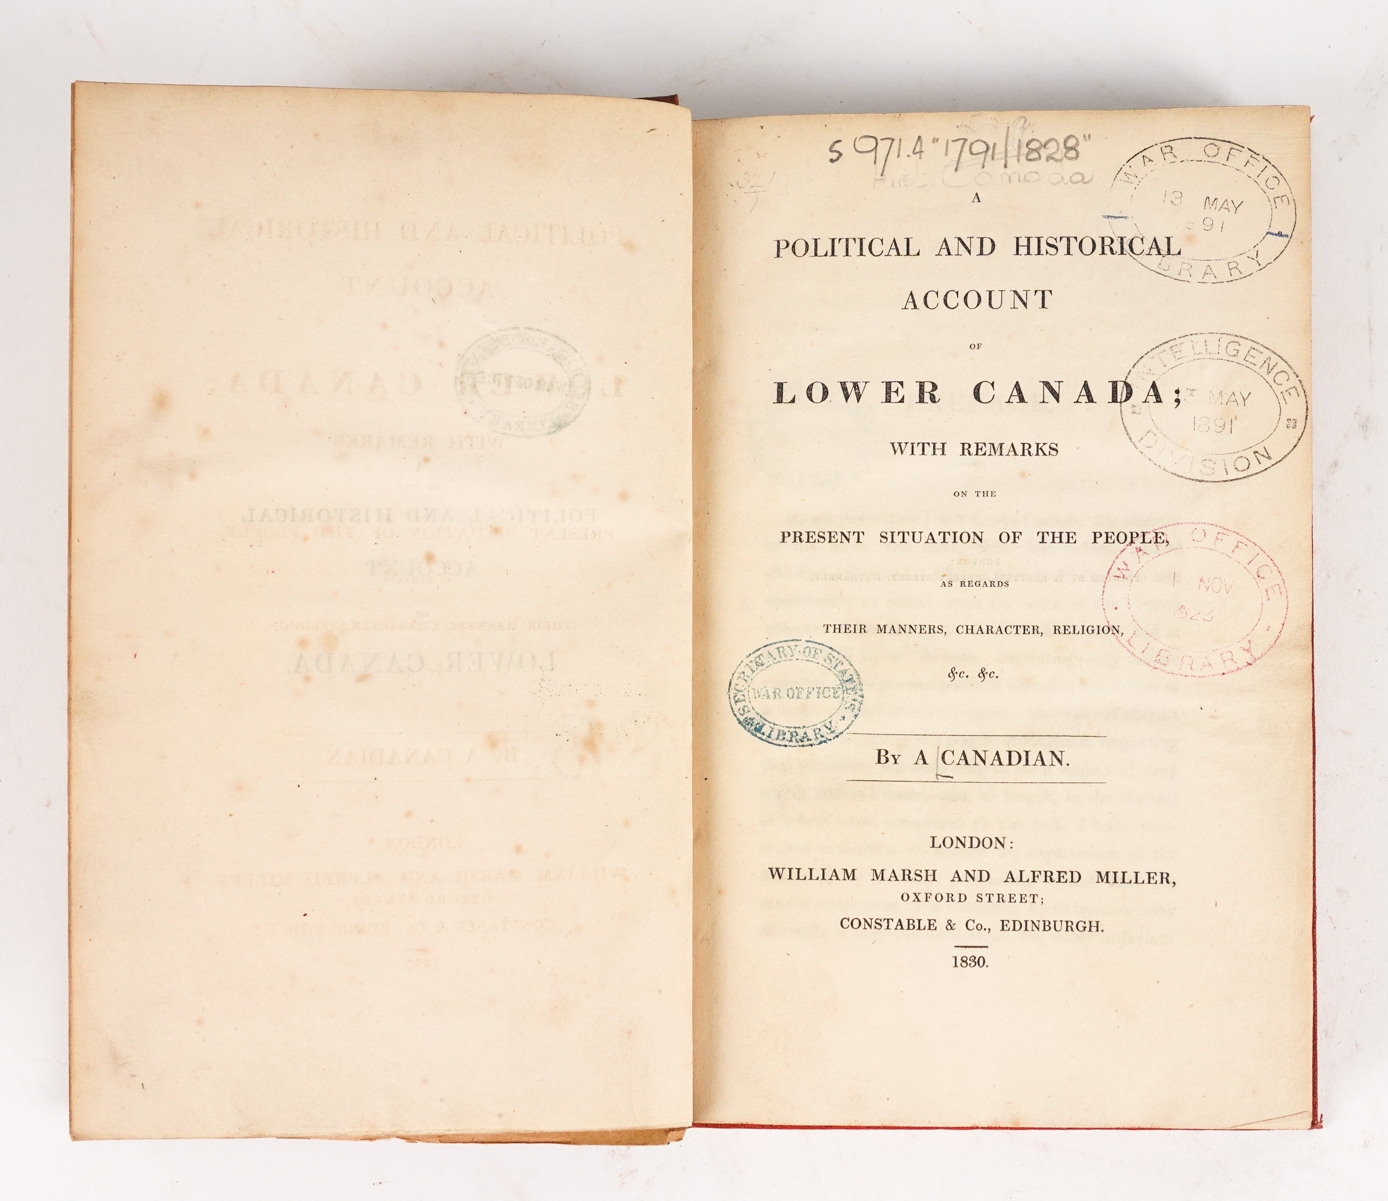 S 971.4 "1791/1828"
Canada
A
POLITICAL AND HISTORICAL
ACCOUNT
OF
LOWER CANADA;
WITH REMARKS
ON THE
PRESENT SITUATION OF THE PEOPLE,
AS REGARDS
THEIR MANNERS, CHARACTER, RELIGION,
&c. &c.
BY A CANADIAN.
LONDON:
WILLIAM MARSH AND ALFRED MILLER,
OXFORD STREET;
CONSTABLE & Co., EDINBURGH.
1830.
WAR OFFICE
13 MAY
91
LIBRARY
INTELLIGENCE
13 MAY
1891
DIVISION
WAR OFFICE
1 NOV
LIBRARY
SECRETARY OF STATE'S
WAR OFFICE
LIBRARY